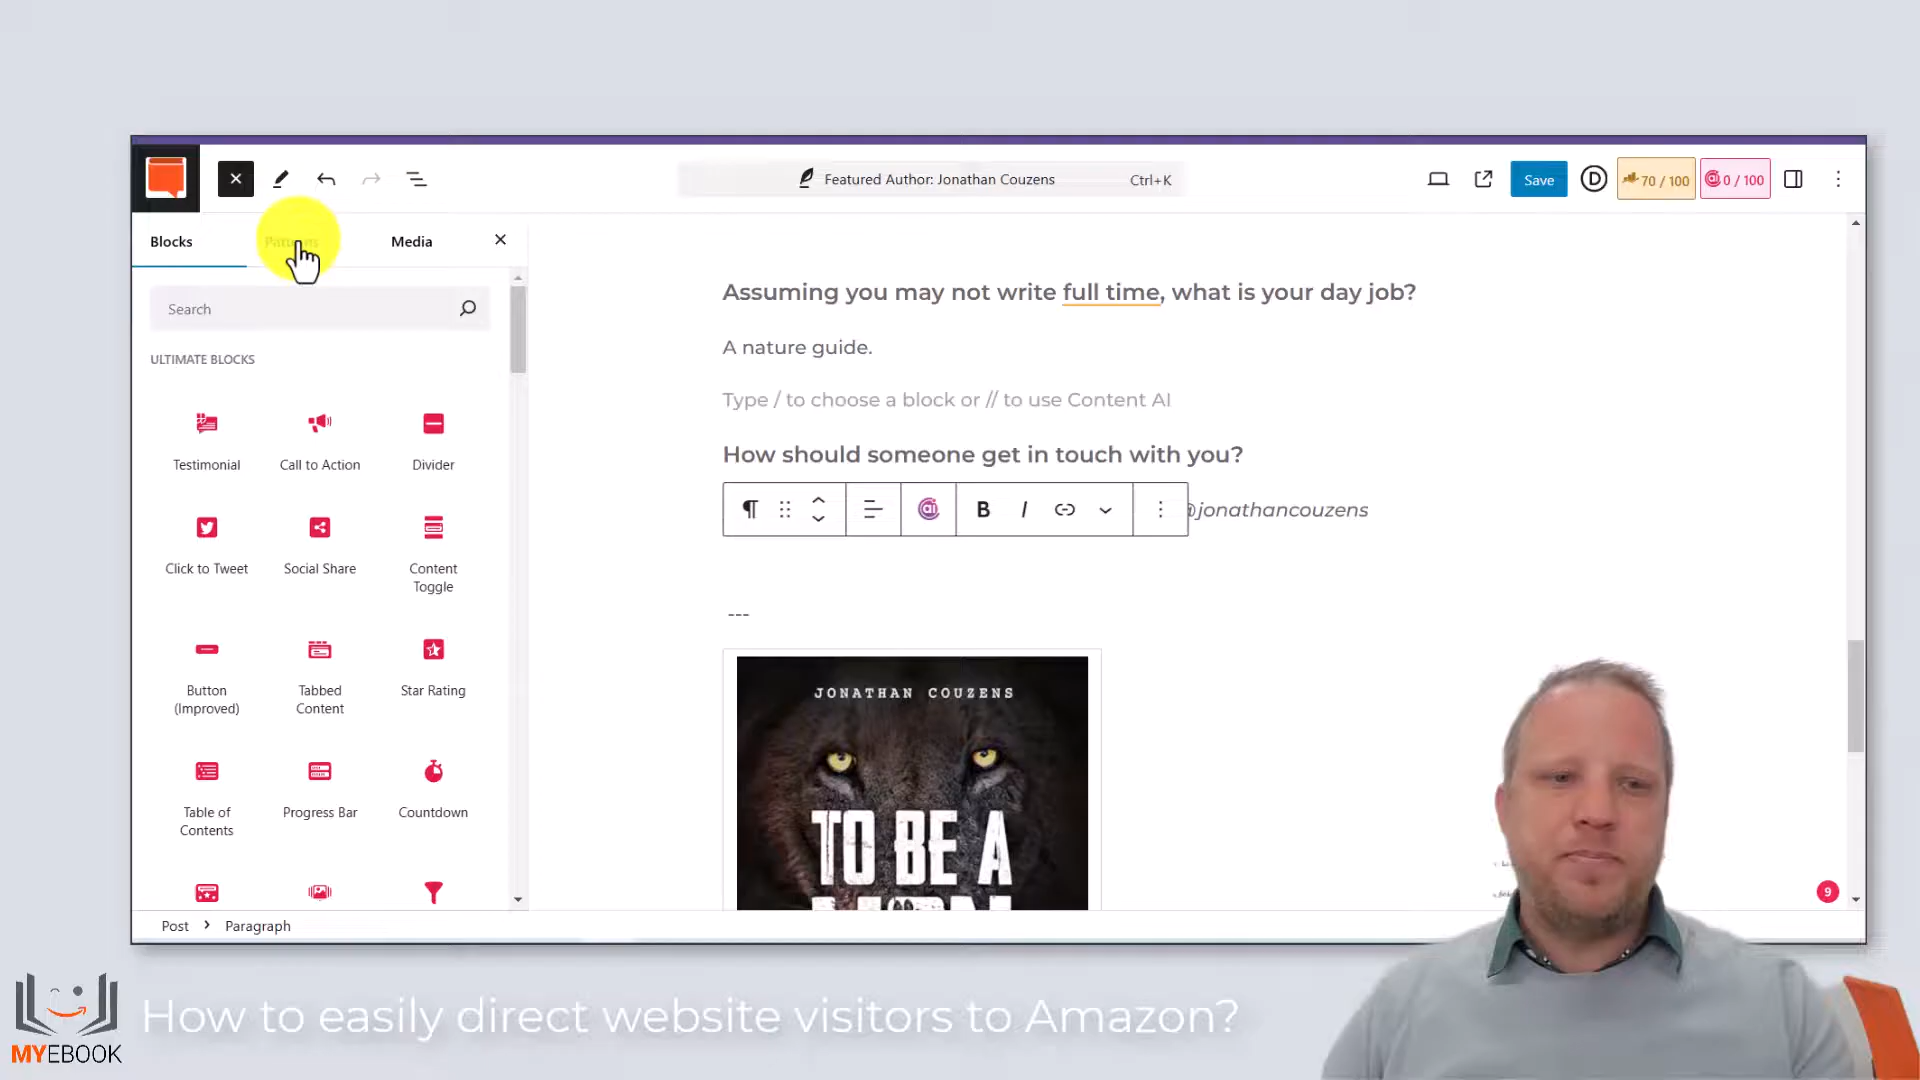 Featured Author: Jonathan Couzens Ctrl+K
Save
70 / 100
0 / 100
Blocks
Patterns
Media
Search
ULTIMATE BLOCKS
Testimonial
Call to Action
Divider
Click to Tweet
Social Share
Content
Toggle
Button
(Improved)
Tabbed
Content
Star Rating
Table of
Contents
Progress Bar
Countdown
Post > Paragraph
Assuming you may not write full time, what is your day job?
A nature guide.
Type / to choose a block or // to use Content AI
How should someone get in touch with you?
B I
@jonathancouzens
---
JONATHAN COUZENS
TO BE A
9
MYEBOOK
How to easily direct website visitors to Amazon?